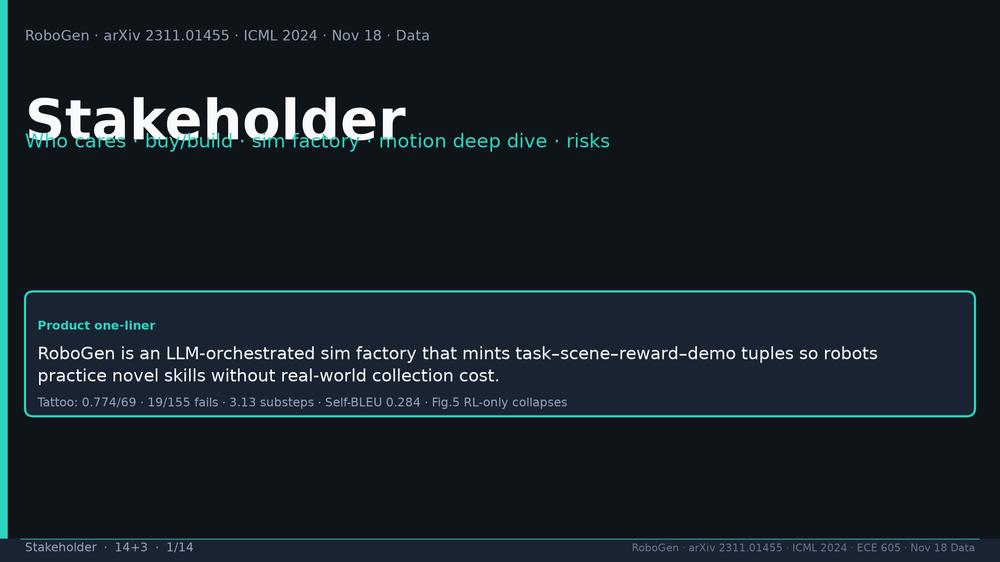 RoboGen · arXiv 2311.01455 · ICML 2024 · Nov 18 · Data
Stakeholder
Who cares · buy/build · sim factory · motion deep dive · risks
Product one-liner
RoboGen is an LLM-orchestrated sim factory that mints task–scene–reward–demo tuples so robots
practice novel skills without real-world collection cost.
Tattoo: 0.774/69 · 19/155 fails · 3.13 substeps · Self-BLEU 0.284 · Fig.5 RL-only collapses
Stakeholder · 14+3 · 1/14
RoboGen · arXiv 2311.01455 · ICML 2024 · ECE 605 · Nov 18 Data